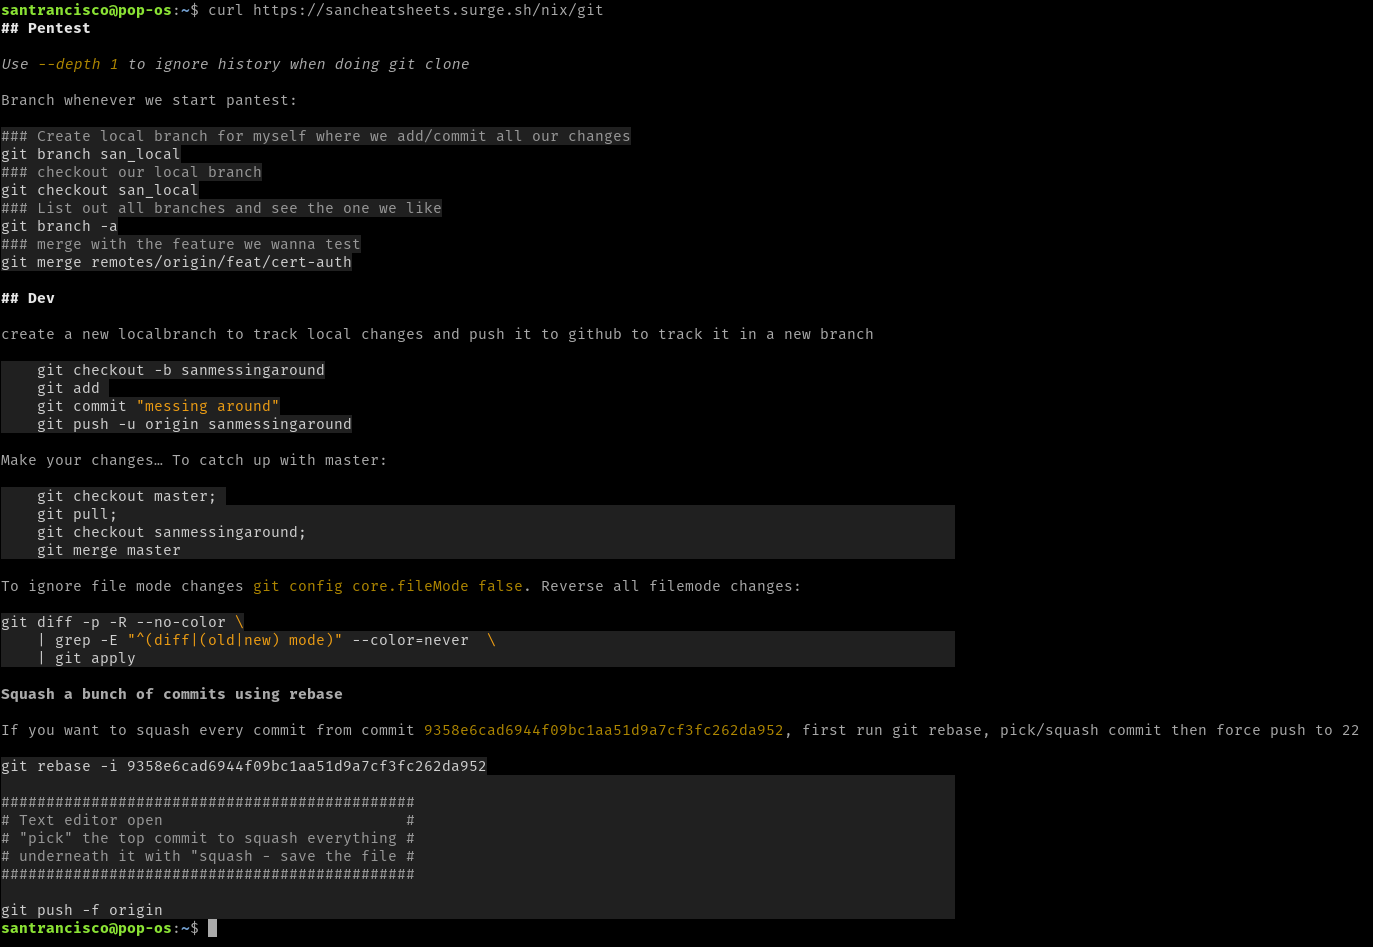 santrancisco@pop-os:~$ curl https://sancheatsheets.surge.sh/nix/git
## Pentest
Use --depth 1 to ignore history when doing git clone
Branch whenever we start pantest:
### Create local branch for myself where we add/commit all our changes
git branch san_local
### checkout our local branch
git checkout san_local
### List out all branches and see the one we like
git branch -a
### merge with the feature we wanna test
git merge remotes/origin/feat/cert-auth
## Dev
create a new localbranch to track local changes and push it to github to track it in a new branch
git checkout -b sanmessingaround
git add
git commit "messing around"
git push -u origin sanmessingaround
Make your changes… To catch up with master:
git checkout master;
git pull;
git checkout sanmessingaround;
git merge master
To ignore file mode changes git config core.fileMode false. Reverse all filemode changes:
git diff -p -R --no-color \
| grep -E "^(diff|(old|new) mode)" --color=never  \
| git apply
Squash a bunch of commits using rebase
If you want to squash every commit from commit 9358e6cad6944f09bc1aa51d9a7cf3fc262da952, first run git rebase, pick/squash commit then force push to 22
git rebase -i 9358e6cad6944f09bc1aa51d9a7cf3fc262da952
##############################################
# Text editor open                           #
# "pick" the top commit to squash everything #
# underneath it with "squash - save the file #
##############################################
git push -f origin
santrancisco@pop-os:~$